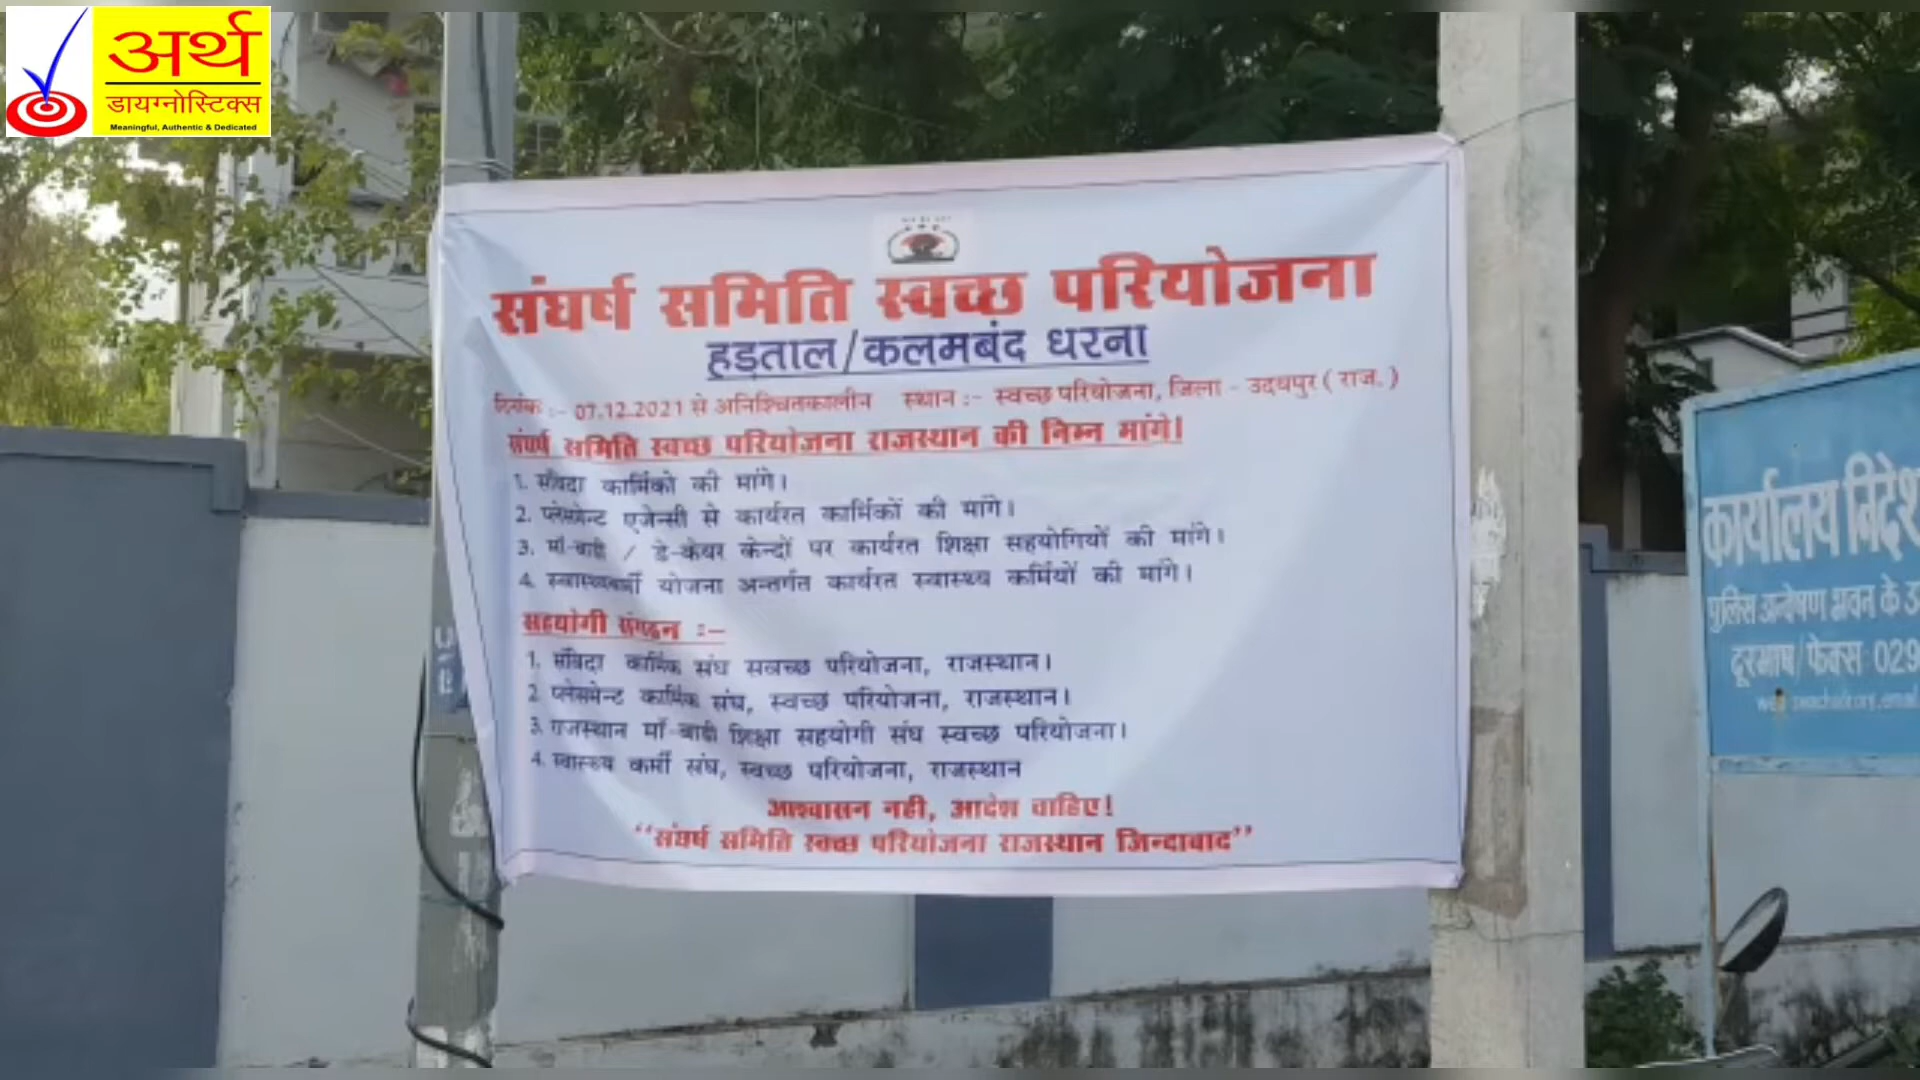 अर्थ
डायग्नोस्टिक्स
Meaningful, Authentic & Dedicated
संघर्ष समिति स्वच्छ परियोजना
हड़ताल/कलमबंद धरना
दिनांक :- 07.12.2021 से अनिश्चितकालीन स्थान :- स्वच्छ परियोजना, जिला - उदयपुर ( राज. )
संघर्ष समिति स्वच्छ परियोजना राजस्थान की निम्न मांगे।
1. संविदा कार्मिको की मांगे।
2. प्लेसमेन्ट एजेन्सी से कार्यरत कार्मिकों की मांगे।
3. माँ-बाडी / डे-केयर केन्द्रों पर कार्यरत शिक्षा सहयोगियों की मांगे।
4. स्वास्थ्यकर्मी योजना अन्तर्गत कार्यरत स्वास्थ्य कर्मियों की मांगे।
सहयोगी संगठन :-
1. संविदा कार्मिक संघ सवच्छ परियोजना, राजस्थान।
2. प्लेसमेन्ट कार्मिक संघ, स्वच्छ परियोजना, राजस्थान।
3. राजस्थान माँ-बाडी शिक्षा सहयोगी संघ स्वच्छ परियोजना।
4. स्वास्थ्य कर्मी संघ, स्वच्छ परियोजना, राजस्थान
आश्वासन नही, आदेश चाहिए!
“संघर्ष समिति स्वच्छ परियोजना राजस्थान जिन्दाबाद”
कार्यालय निदेश
पुलिस अन्वेषण भवन के
दूरभाष/फेक्स 029